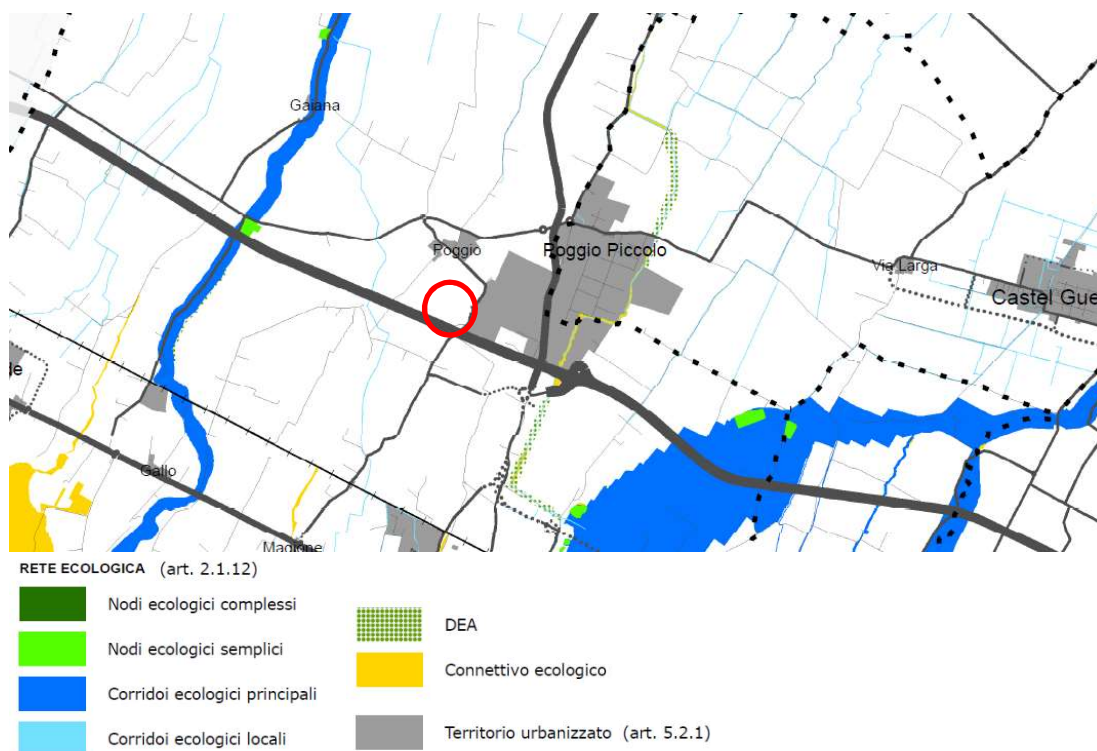 Gaiana
Poggio
Poggio Piccolo
Via Larga
Castel Gue
de
Gallo
Magione
RETE ECOLOGICA (art. 2.1.12)
Nodi ecologici complessi
Nodi ecologici semplici
Corridoi ecologici principali
Corridoi ecologici locali
DEA
Connettivo ecologico
Territorio urbanizzato (art. 5.2.1)